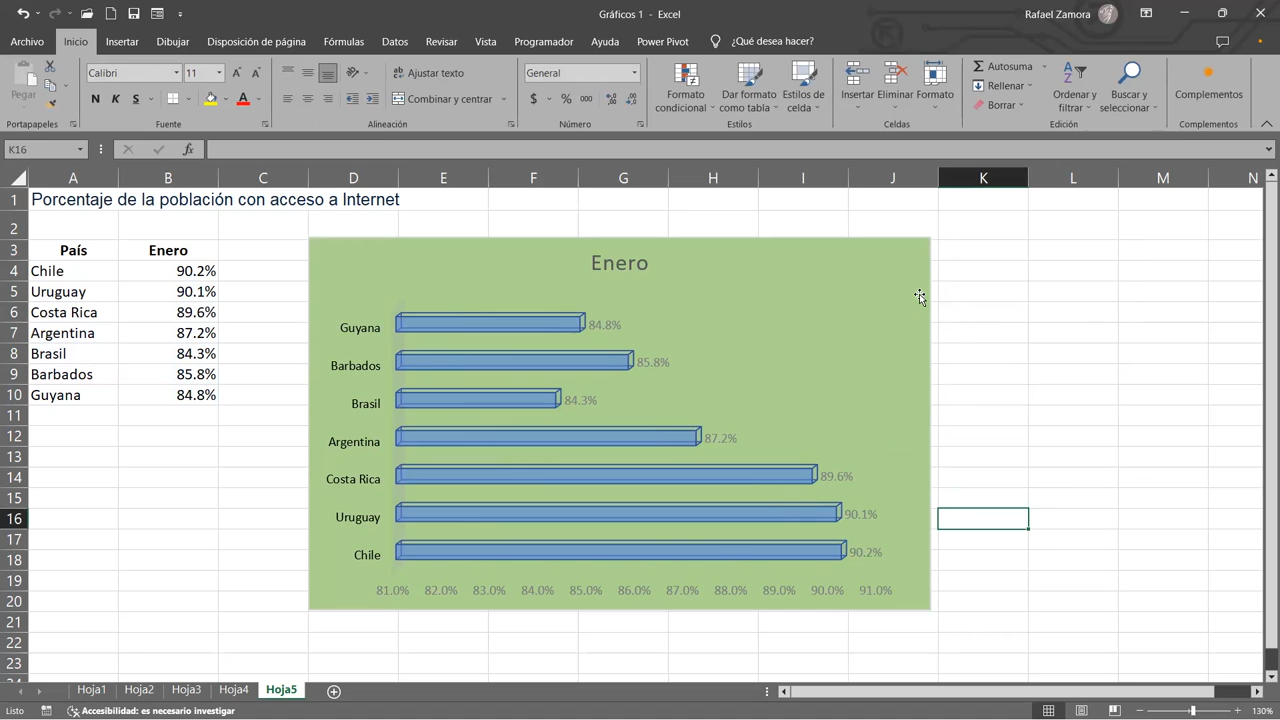 Gráficos 1 - Excel
Rafael Zamora
Archivo Inicio Insertar Dibujar Disposición de página Fórmulas Datos Revisar Vista Programador Ayuda Power Pivot ¿Qué desea hacer?
Pegar
Calibri 11
N K S
Ajustar texto
Combinar y centrar
General
$ % 000
Formato condicional
Dar formato como tabla
Estilos de celda
Insertar Eliminar Formato
Autosuma
Rellenar
Borrar
Ordenar y filtrar
Buscar y seleccionar
Complementos
Portapapeles Fuente Alineación Número Estilos Celdas Edición Complementos
K16 fx
A B C D E F G H I J K L M N
1 Porcentaje de la población con acceso a Internet
2
3 País Enero
4 Chile 90.2%
5 Uruguay 90.1%
6 Costa Rica 89.6%
7 Argentina 87.2%
8 Brasil 84.3%
9 Barbados 85.8%
10 Guyana 84.8%
11
12
13
14
15
16
17
18
19
20
21
22
23
Enero
Guyana 84.8%
Barbados 85.8%
Brasil 84.3%
Argentina 87.2%
Costa Rica 89.6%
Uruguay 90.1%
Chile 90.2%
81.0% 82.0% 83.0% 84.0% 85.0% 86.0% 87.0% 88.0% 89.0% 90.0% 91.0%
Hoja1 Hoja2 Hoja3 Hoja4 Hoja5
Listo Accesibilidad: es necesario investigar 130%